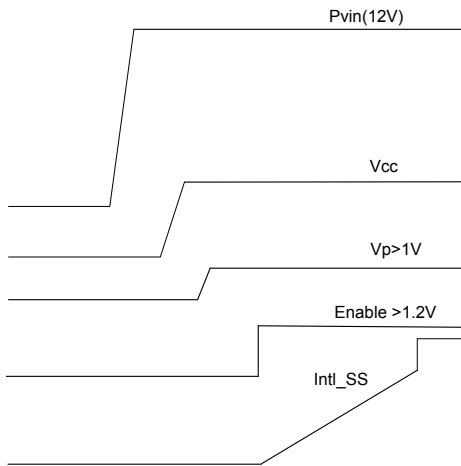 Pvin(12V)
Vcc
Vp>1V
Enable >1.2V
Intl_SS